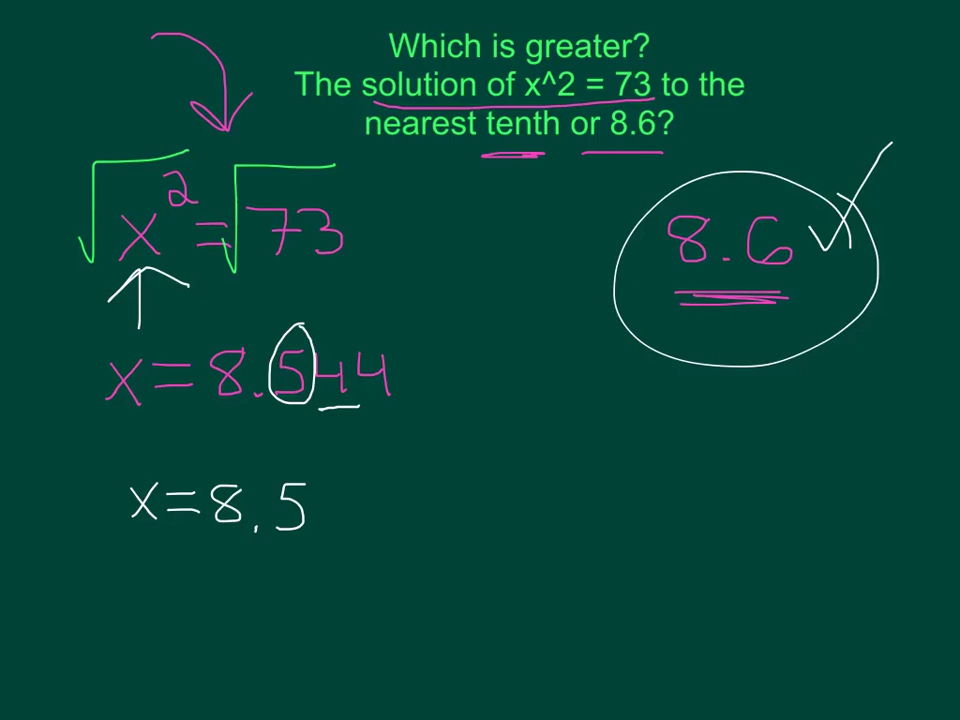 Which is greater?
The solution of x^2 = 73 to the
nearest tenth or 8.6?
√x² = √73
8.6
x = 8.544
x = 8.5